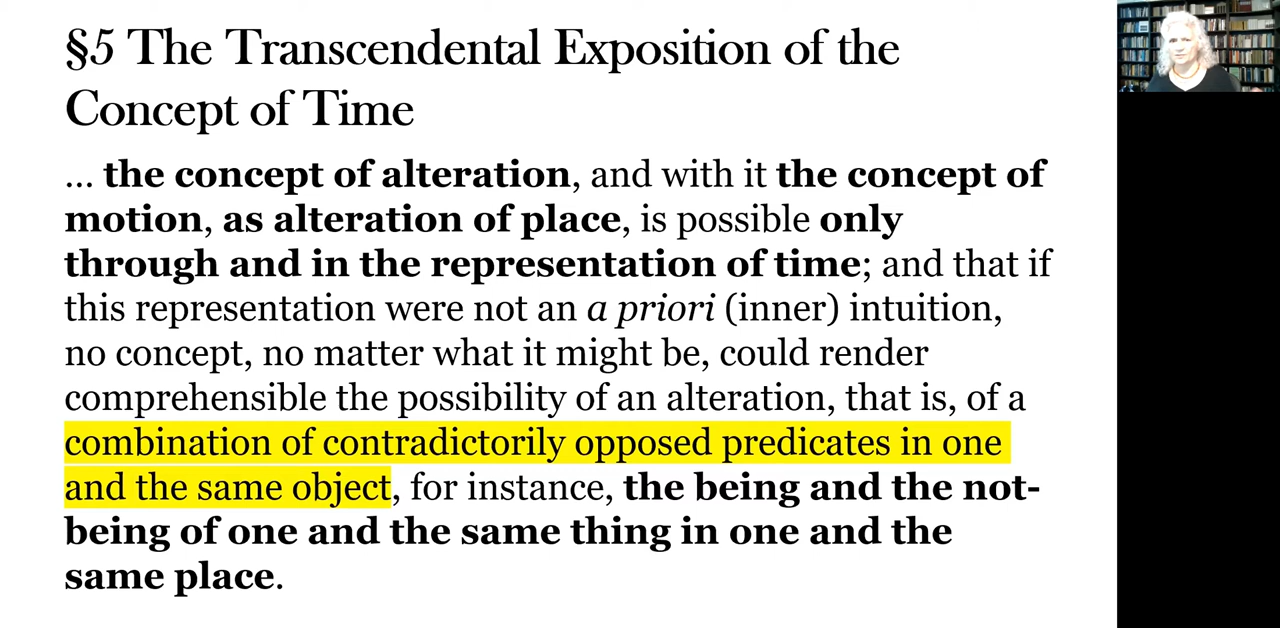 §5 The Transcendental Exposition of the
Concept of Time
... the concept of alteration, and with it the concept of
motion, as alteration of place, is possible only
through and in the representation of time; and that if
this representation were not an a priori (inner) intuition,
no concept, no matter what it might be, could render
comprehensible the possibility of an alteration, that is, of a
combination of contradictorily opposed predicates in one
and the same object, for instance, the being and the not-
being of one and the same thing in one and the
same place.